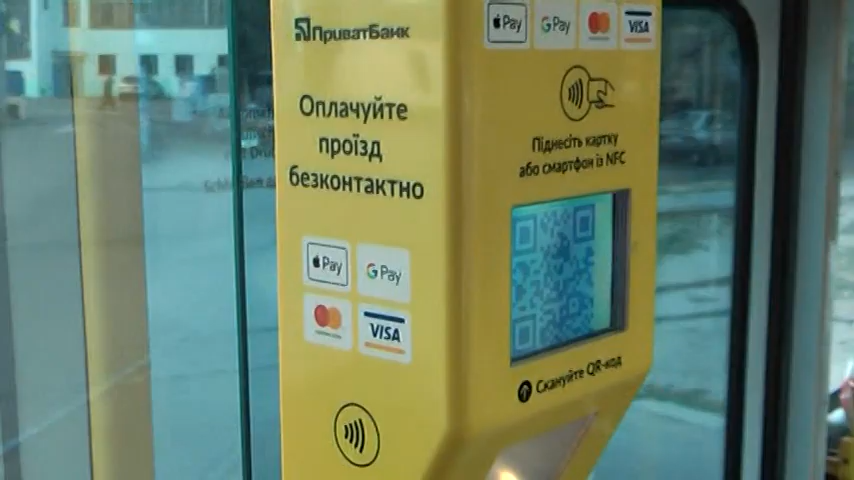 ПриватБанк
Оплачуйте
проїзд
безконтактно
Pay
G Pay
VISA
Pay
G Pay
VISA
Піднесіть картку
або смартфон із NFC
Скануйте QR-код